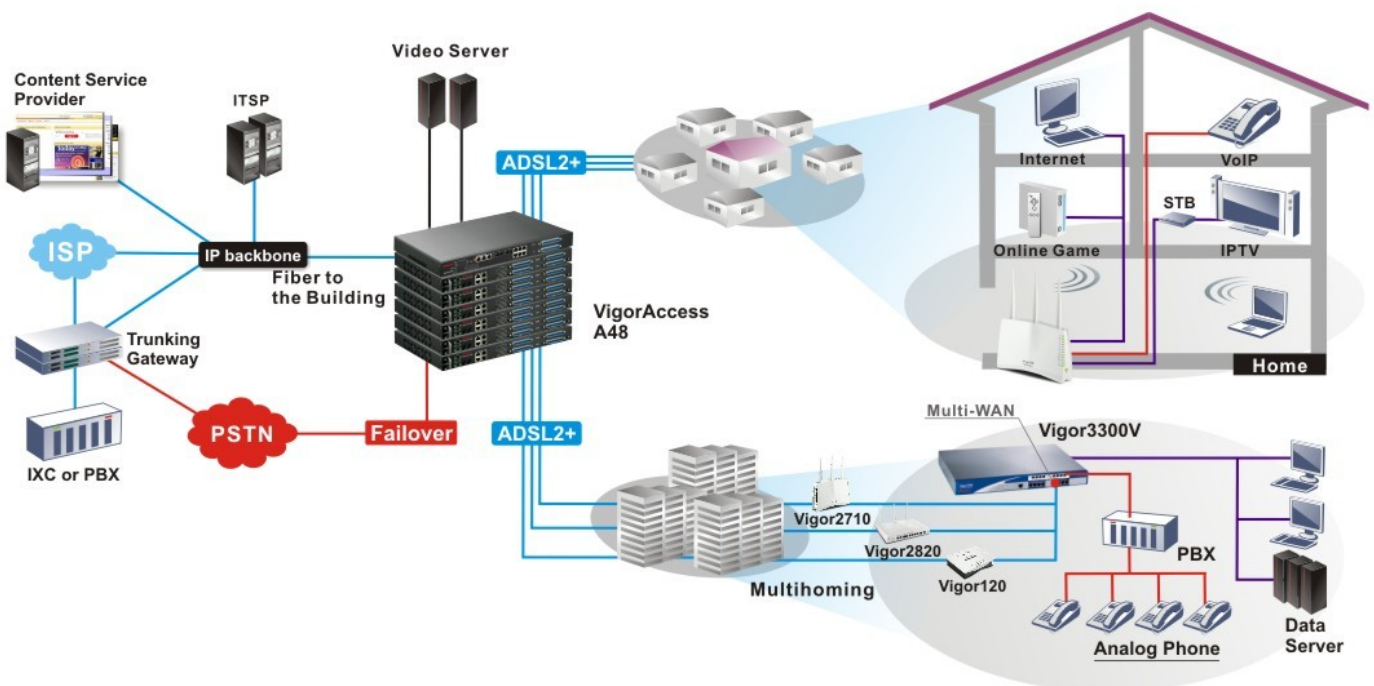 Video Server
Content Service
Provider
ITSP
Today
ISP
IP backbone
Fiber to
the Building
Trunking
Gateway
PSTN
Failover
IXC or PBX
ADSL2+
VigorAccess
A48
ADSL2+
Internet
VoIP
STB
Online Game
IPTV
Home
Multi-WAN
Vigor3300V
Vigor2710
Vigor2820
Vigor120
Multihoming
PBX
Analog Phone
Data
Server